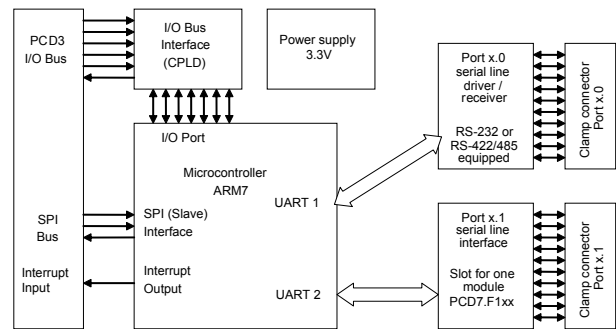 PCD3
I/O Bus
SPI
Bus
Interrupt
Input
I/O Bus
Interface
(CPLD)
Power supply
3.3V
I/O Port
Microcontroller
ARM7
UART 1
SPI (Slave)
Interface
Interrupt
Output
UART 2
Port x.0
serial line
driver /
receiver
RS-232 or
RS-422/485
equipped
Clamp connector
Port x.0
Port x.1
serial line
interface
Slot for one
module
PCD7.F1xx
Clamp connector
Port x.1